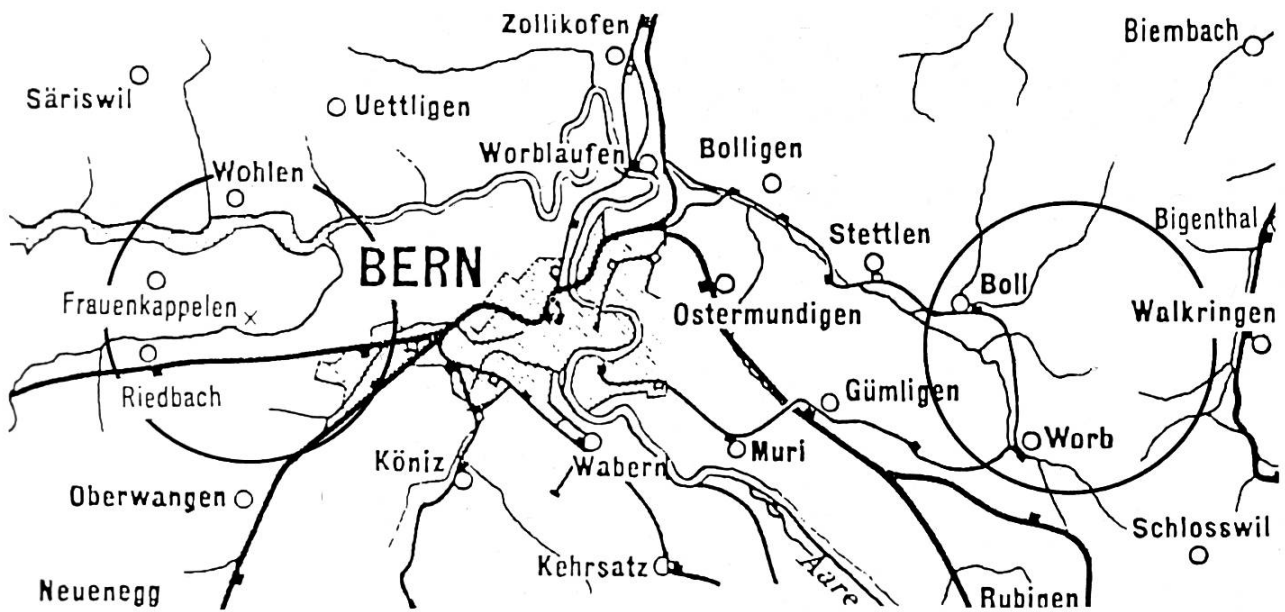 Zollikofen
Biembach
Säriswil
Uettligen
Worblaufen
Bolligen
Wohlen
Bigenthal
Stettlen
BERN
Boll
Frauenkappelen
Ostermundigen
Walkringen
Riedbach
Gümligen
Köniz
Wabern
Muri
Worb
Oberwangen
Schlosswil
Kehrsatz
Aare
Neuenegg
Rubigen